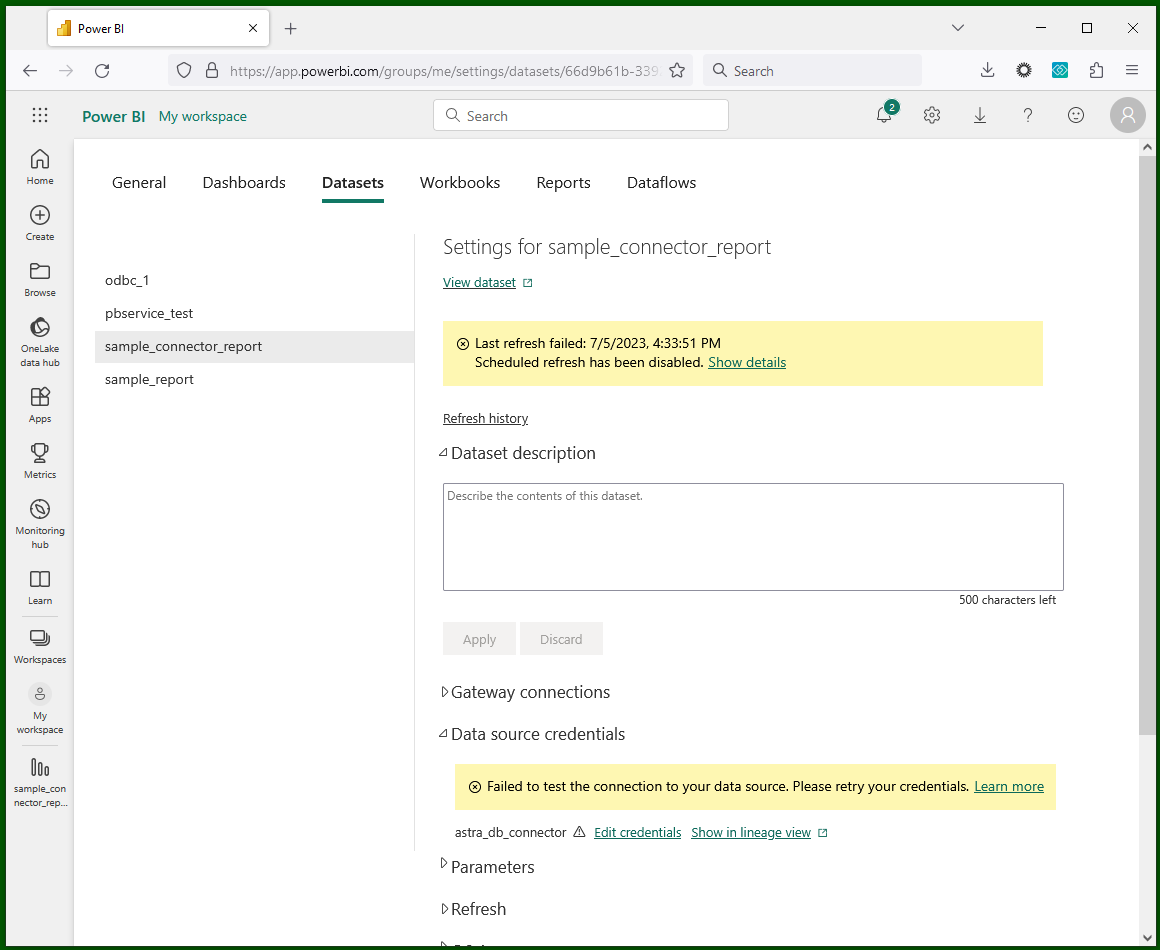 Power BI
https://app.powerbi.com/groups/me/settings/datasets/66d9b61b-339
Search
Power BI My workspace
Search
2
Home
Create
Browse
OneLake
data hub
Apps
Metrics
Monitoring
hub
Learn
Workspaces
My
workspace
sample_con
nector_rep...
General Dashboards Datasets Workbooks Reports Dataflows
odbc_1
pbservice_test
sample_connector_report
sample_report
Settings for sample_connector_report
View dataset
Last refresh failed: 7/5/2023, 4:33:51 PM
Scheduled refresh has been disabled. Show details
Refresh history
Dataset description
Describe the contents of this dataset.
500 characters left
Apply Discard
Gateway connections
Data source credentials
Failed to test the connection to your data source. Please retry your credentials. Learn more
astra_db_connector Edit credentials Show in lineage view
Parameters
Refresh